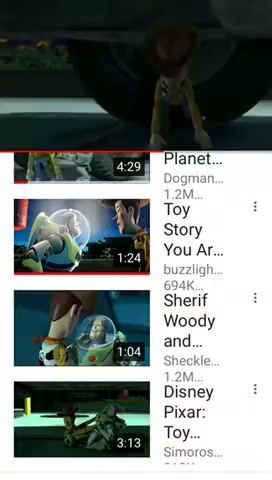 4:29
Planet…
Dogman…
1.2M…
1:24
Toy
Story
You Ar…
buzzligh…
694K…
1:04
Sherif
Woody
and…
Sheckle…
1.2M…
3:13
Disney
Pixar:
Toy…
Simoros…